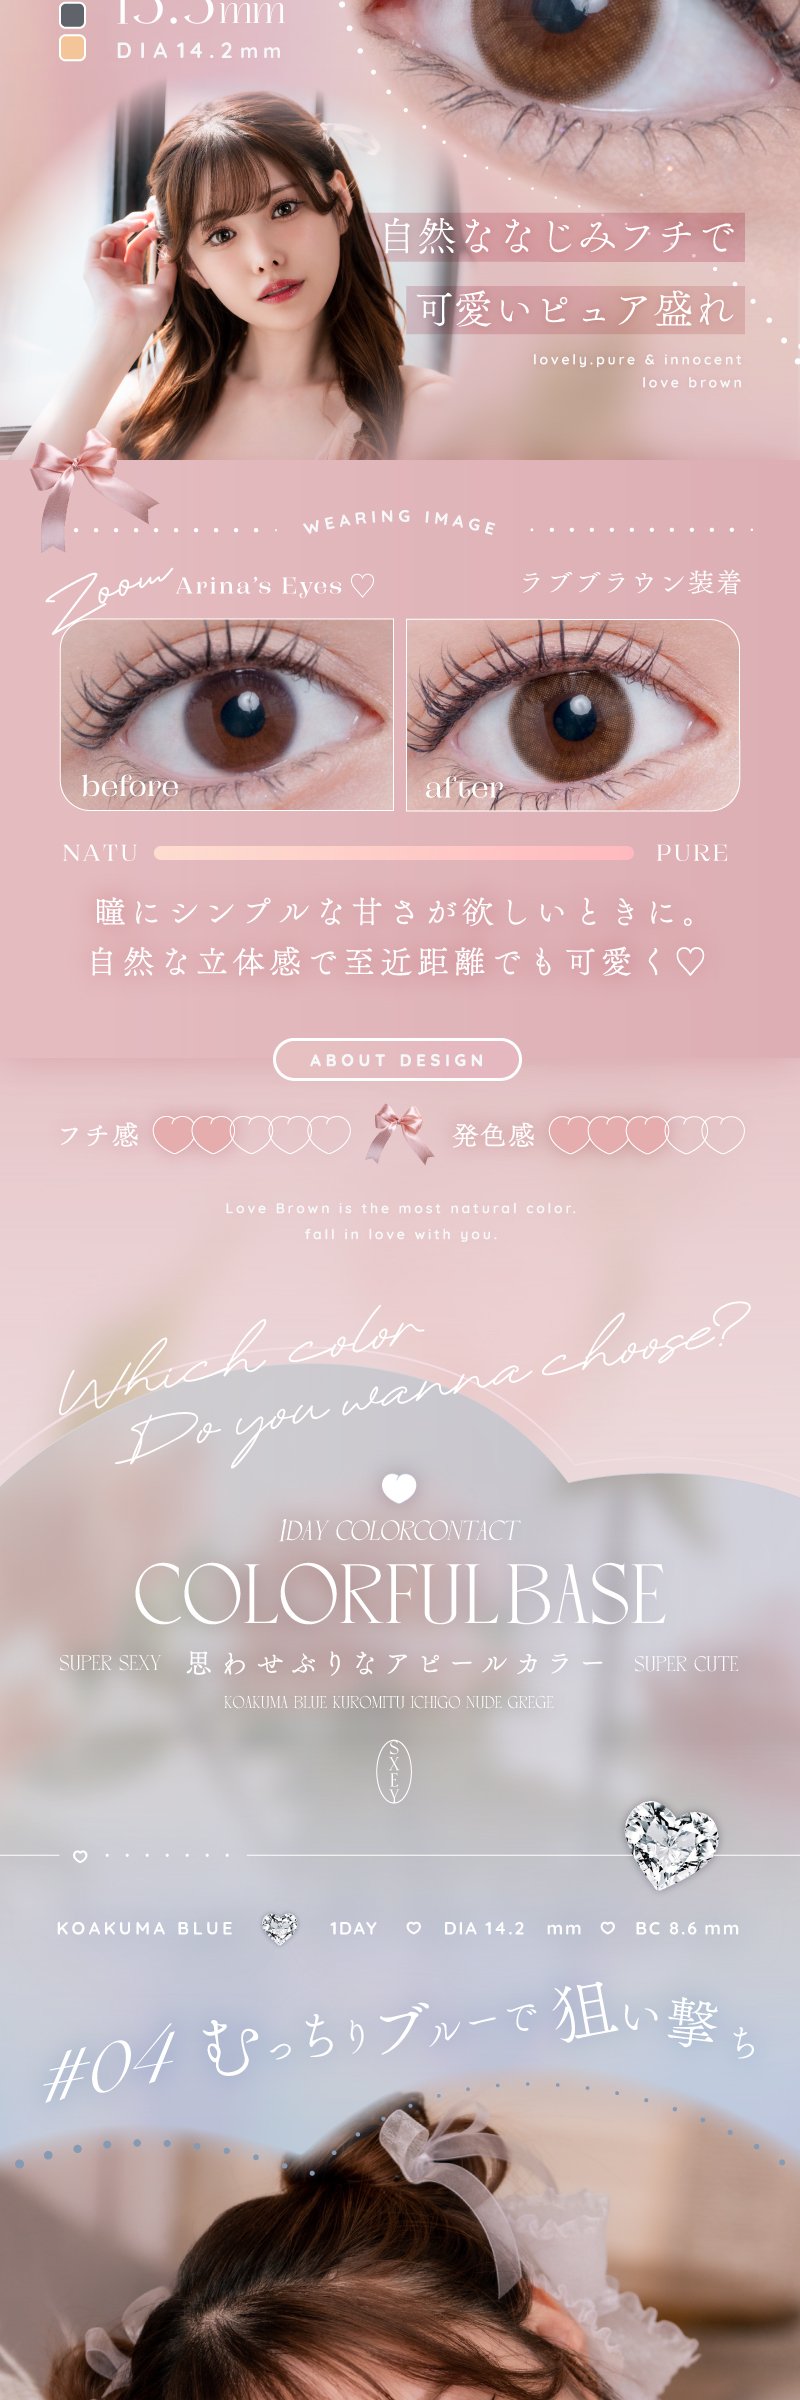 13.5mm
DIA14.2mm
自然ななじみフチで
可愛いピュア盛れ
lovely.pure & innocent
love brown
WEARING IMAGE
Zoom Arina's Eyes♡
ラブブラウン装着
before
after
NATU
PURE
瞳にシンプルな甘さが欲しいときに。
自然な立体感で至近距離でも可愛く♡
ABOUT DESIGN
フチ感
発色感
Love Brown is the most natural color.
fall in love with you.
Which color
Do you wanna choose?
1DAY COLORCONTACT
COLORFULBASE
SUPER SEXY 思わせぶりなアピールカラー SUPER CUTE
KOAKUMA BLUE KUROMITU ICHIGO NUDE GREGE
SXEY
KOAKUMA BLUE 1DAY ♡ DIA 14.2 mm ♡ BC 8.6 mm
#04 むっちりブルーで狙い撃ち